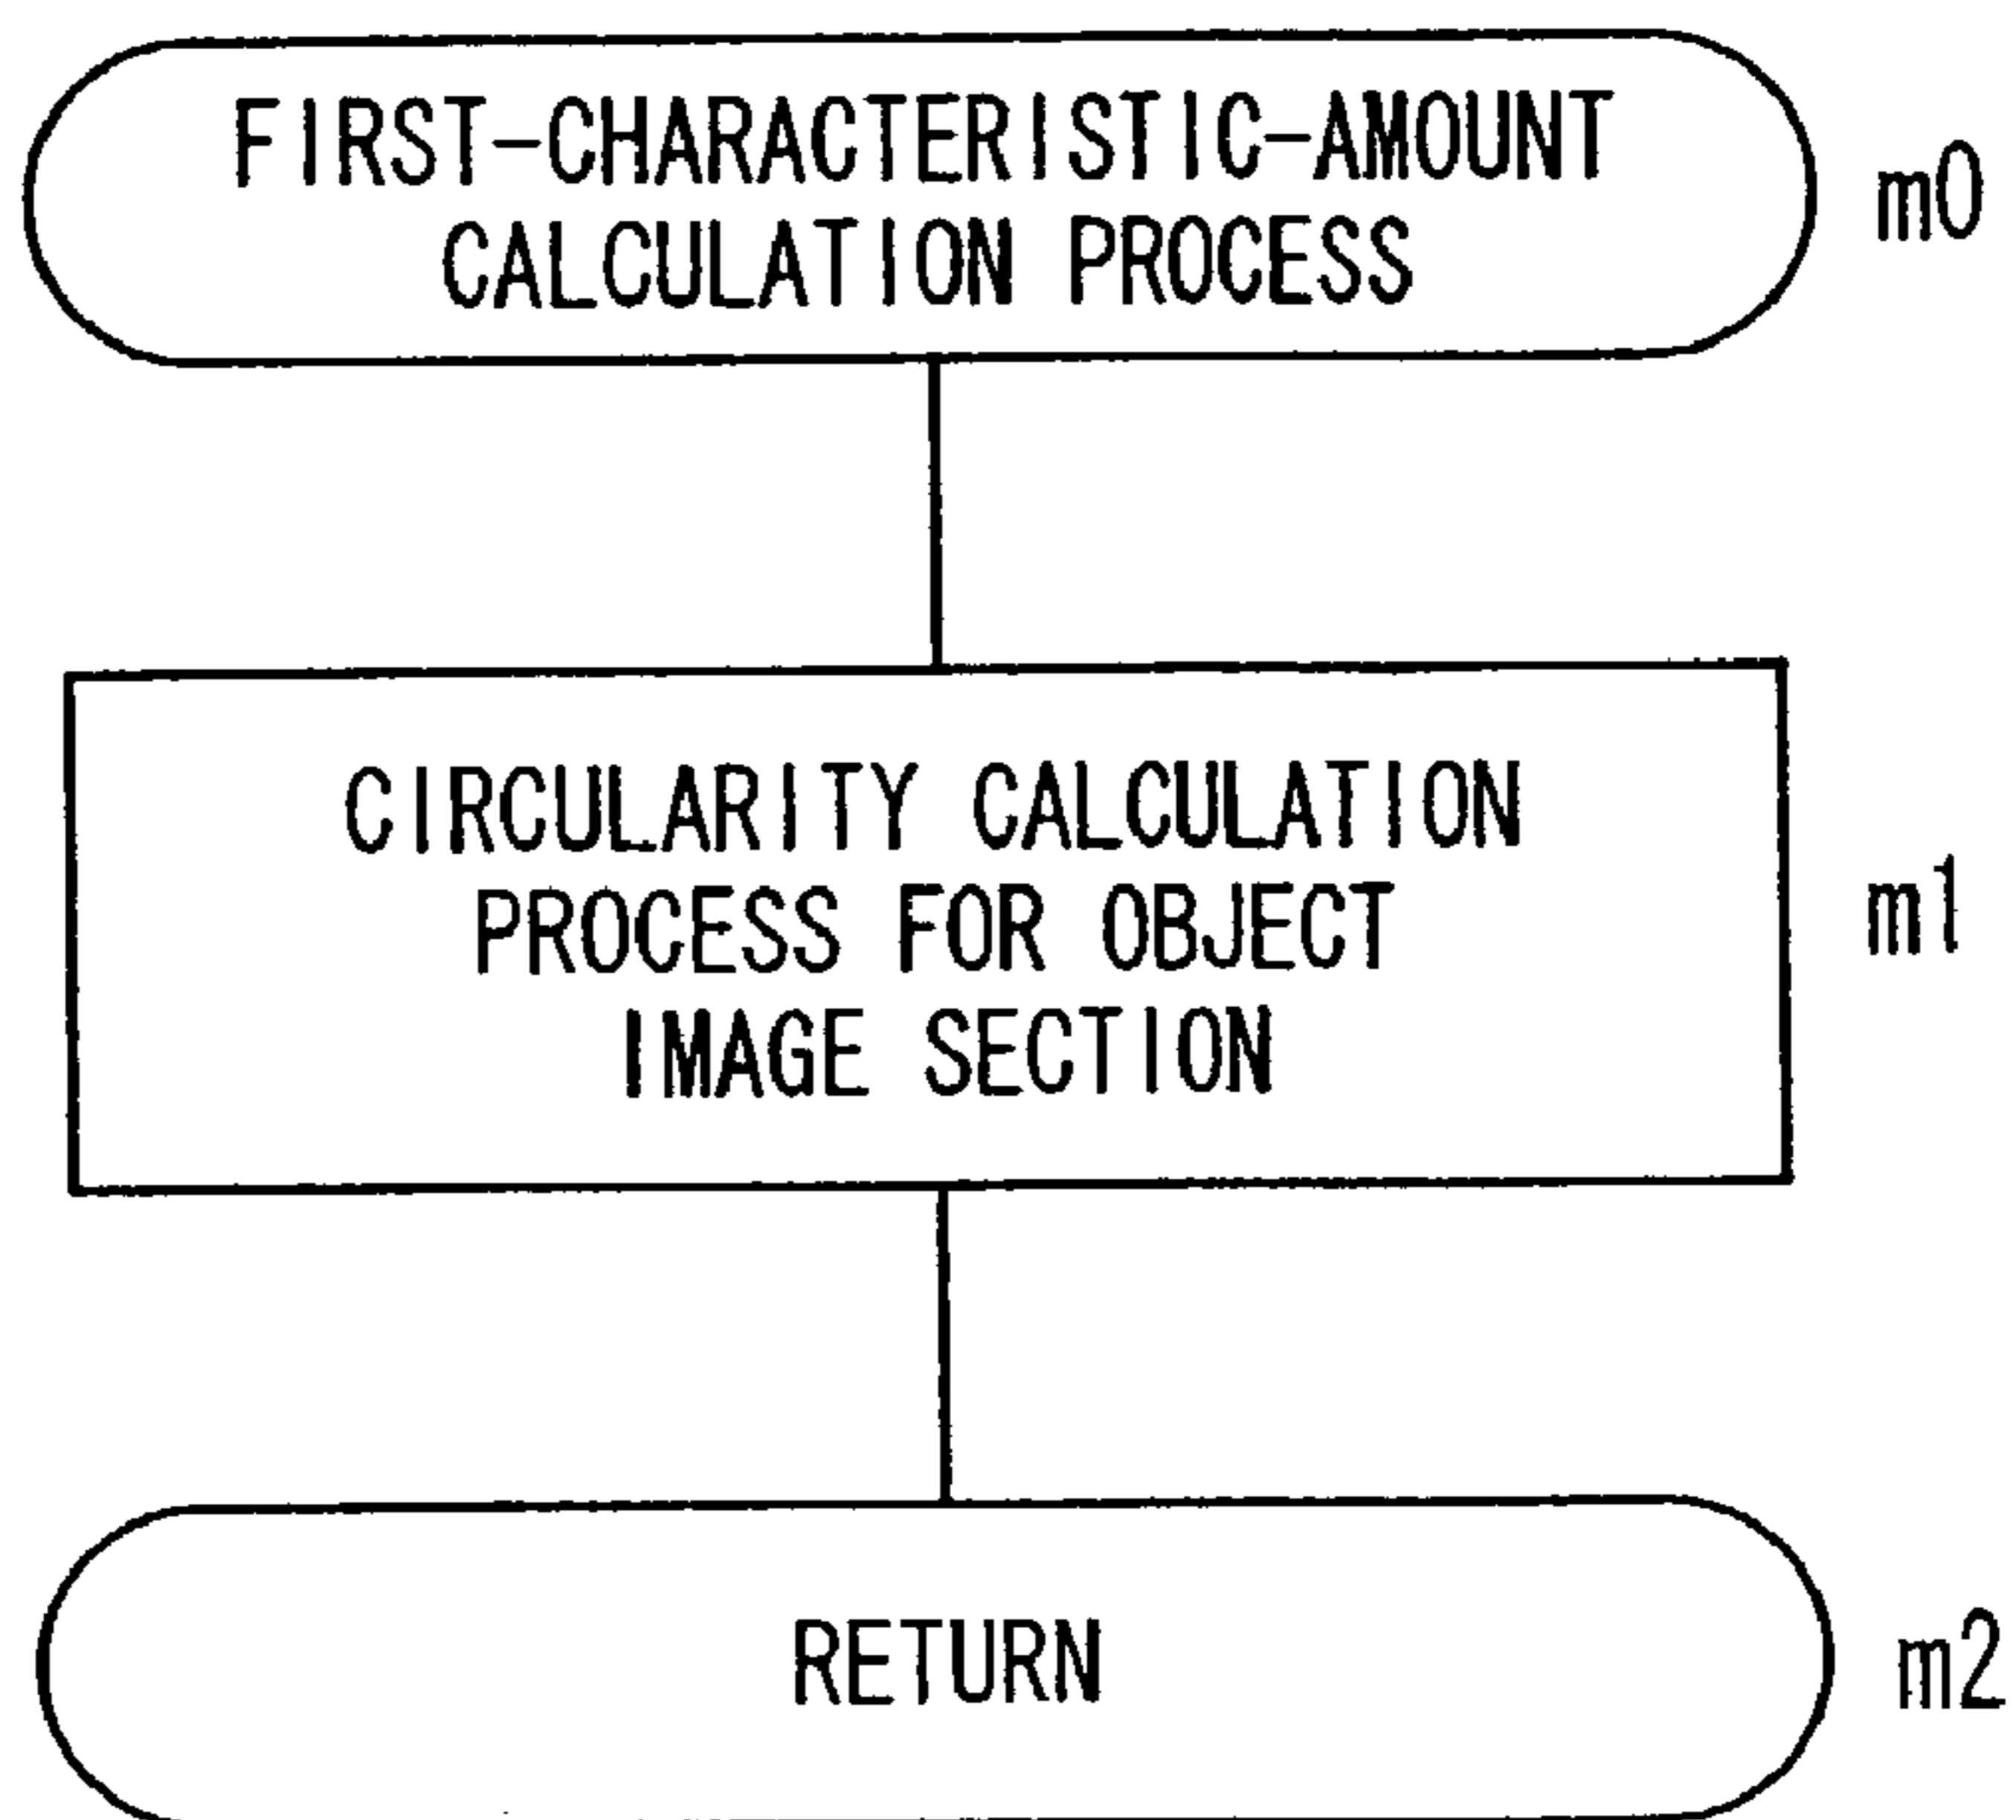 FIRST-CHARACTERISTIC-AMOUNT
CALCULATION PROCESS
m0
CIRCULARITY CALCULATION
PROCESS FOR OBJECT
IMAGE SECTION
m1
RETURN
m2